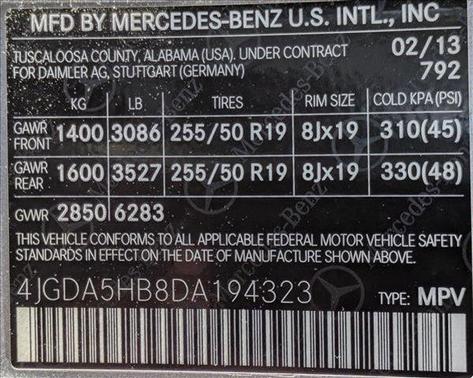 MFD BY MERCEDES-BENZ U.S. INTL., INC
TUSCALOOSA COUNTY, ALABAMA (USA). UNDER CONTRACT 02/13
FOR DAIMLER AG, STUTTGART (GERMANY) 792
KG LB TIRES RIM SIZE COLD KPA(PSI)
GAWR FRONT 1400 3086 255/50 R19 8Jx19 310(45)
GAWR REAR 1600 3527 255/50 R19 8Jx19 330(48)
GWR 2850 6283
THIS VEHICLE CONFORMS TO ALL APPLICABLE FEDERAL MOTOR VEHICLE SAFETY
STANDARDS IN EFFECT ON THE DATE OF MANUFACTURE SHOWN ABOVE.
4JGDA5HB8DA194323 TYPE: MPV